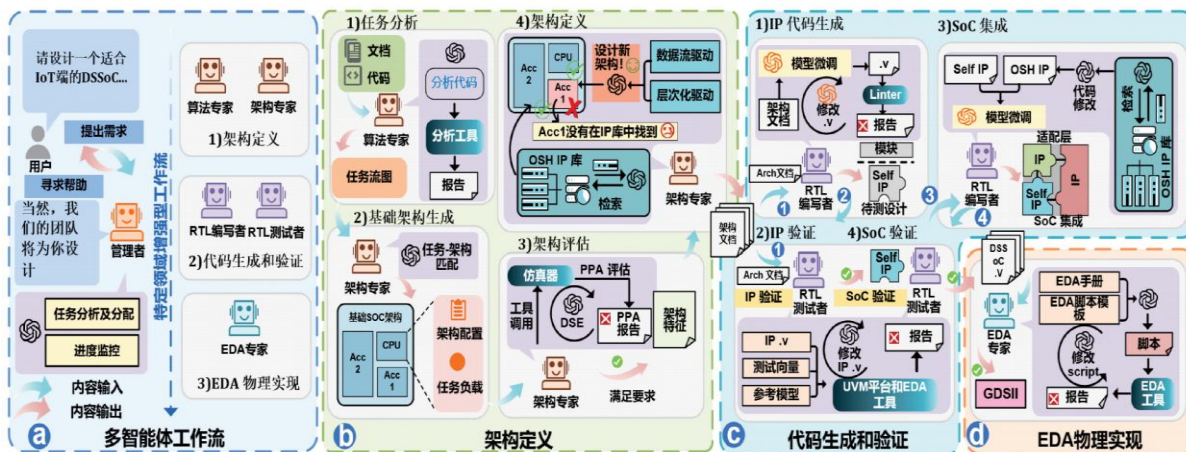 请设计一个适合
IoT端的DSSoC...
提出需求
用户
寻求帮助
当然，我
们的团队
将为你设
计
管理者
任务分析及分配
进度监控
内容输入
内容输出
算法专家
架构专家
1)架构定义
RTL编写者
RTL测试者
2)代码生成和验证
EDA专家
3)EDA 物理实现
特定领域增强型工作流
a
多智能体工作流
1)任务分析
文档
代码
算法专家
任务流图
分析代码
分析工具
报告
2)基础架构生成
架构专家
任务-架构
匹配
基础SOC架构
CPU
Acc
2
Acc
1
架构配置
任务负载
4)架构定义
Acc
2
CPU
Acc
1
设计新
架构!
数据流驱动
层次化驱动
Acc1没有在IP库中找到
OSH IP 库
检索
架构专家
3)架构评估
仿真器
PPA 评估
工具
调用
DSE
PPA
报告
架构
特征
架构专家
满足要求
b
架构定义
架构
文档
1)IP 代码生成
模型微调
.v
Linter
修改
.v
架构
文档
报告
Arch文档
RTL
编写者
模块
Self
IP
待测设计
1
2
3
4
3)SoC 集成
Self IP
OSH IP
代码
修改
模型微调
检索
OSH IP 库
适配层
IP
IP
Self
IP
RTL
编写者
SoC 集成
2)IP 验证
1
Arch 文档
IP 验证
RTL
测试者
4)SoC 验证
Self
IP
SoC 验证
RTL
测试者
IP .v
测试向量
参考模型
修改
IP .v
报告
UVM平台和EDA
工具
c
代码生成和验证
DSS
oC
.V
EDA
专家
GDSII
EDA手册
EDA脚本模
板
修改
script
脚本
报告
EDA
工具
d
EDA物理实现